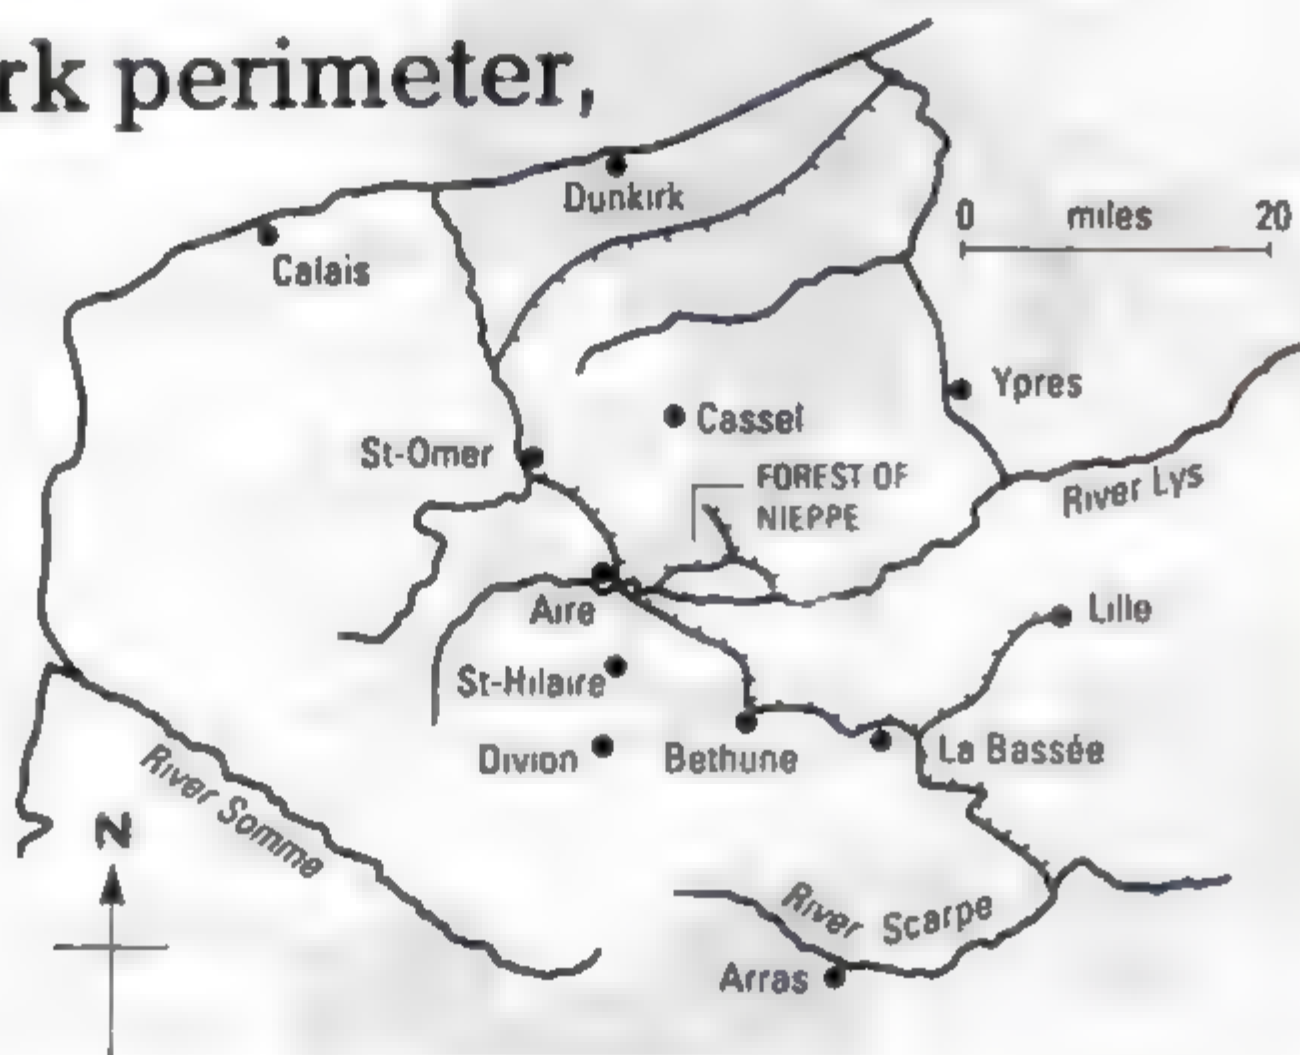 rk perimeter,
Dunkirk
0 miles 20
Calais
Ypres
Cassel
St-Omer
FOREST OF
NIEPPE
River Lys
Aire
Lille
St-Hilaire
Divion
Bethune
La Bassée
River Somme
N
River Scarpe
Arras